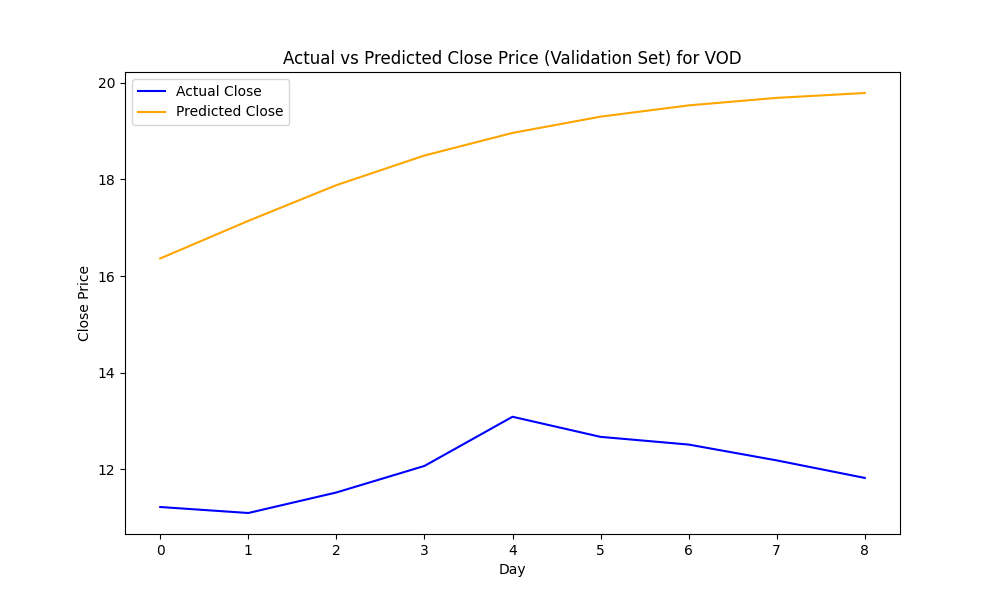 Actual vs Predicted Close Price (Validation Set) for VOD
Actual Close
Predicted Close
Close Price
20
18
16
14
12
0 1 2 3 4 5 6 7 8
Day